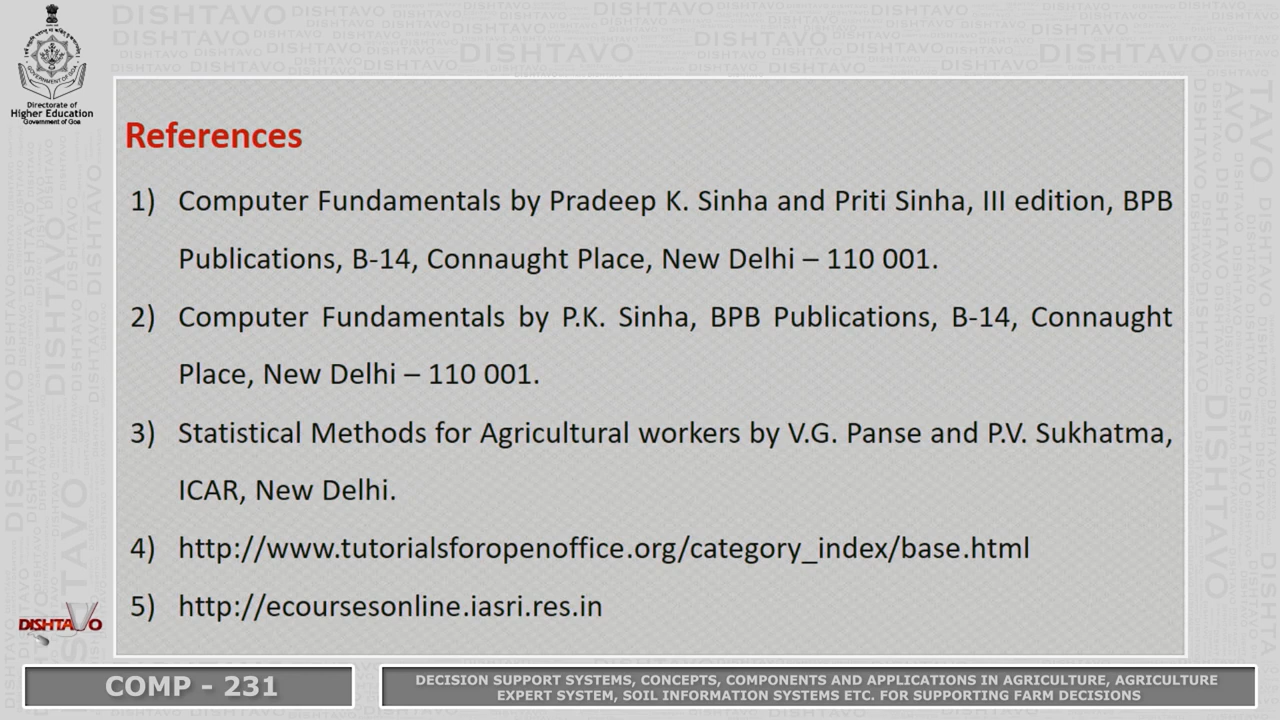 Directorate of
Higher Education
Government of Goa
References
1) Computer Fundamentals by Pradeep K. Sinha and Priti Sinha, III edition, BPB
Publications, B-14, Connaught Place, New Delhi – 110 001.
2) Computer Fundamentals by P.K. Sinha, BPB Publications, B-14, Connaught
Place, New Delhi – 110 001.
3) Statistical Methods for Agricultural workers by V.G. Panse and P.V. Sukhatma,
ICAR, New Delhi.
4) http://www.tutorialsforopenoffice.org/category_index/base.html
5) http://ecoursesonline.iasri.res.in
DISHTAVO
COMP - 231
DECISION SUPPORT SYSTEMS, CONCEPTS, COMPONENTS AND APPLICATIONS IN AGRICULTURE, AGRICULTURE
EXPERT SYSTEM, SOIL INFORMATION SYSTEMS ETC. FOR SUPPORTING FARM DECISIONS